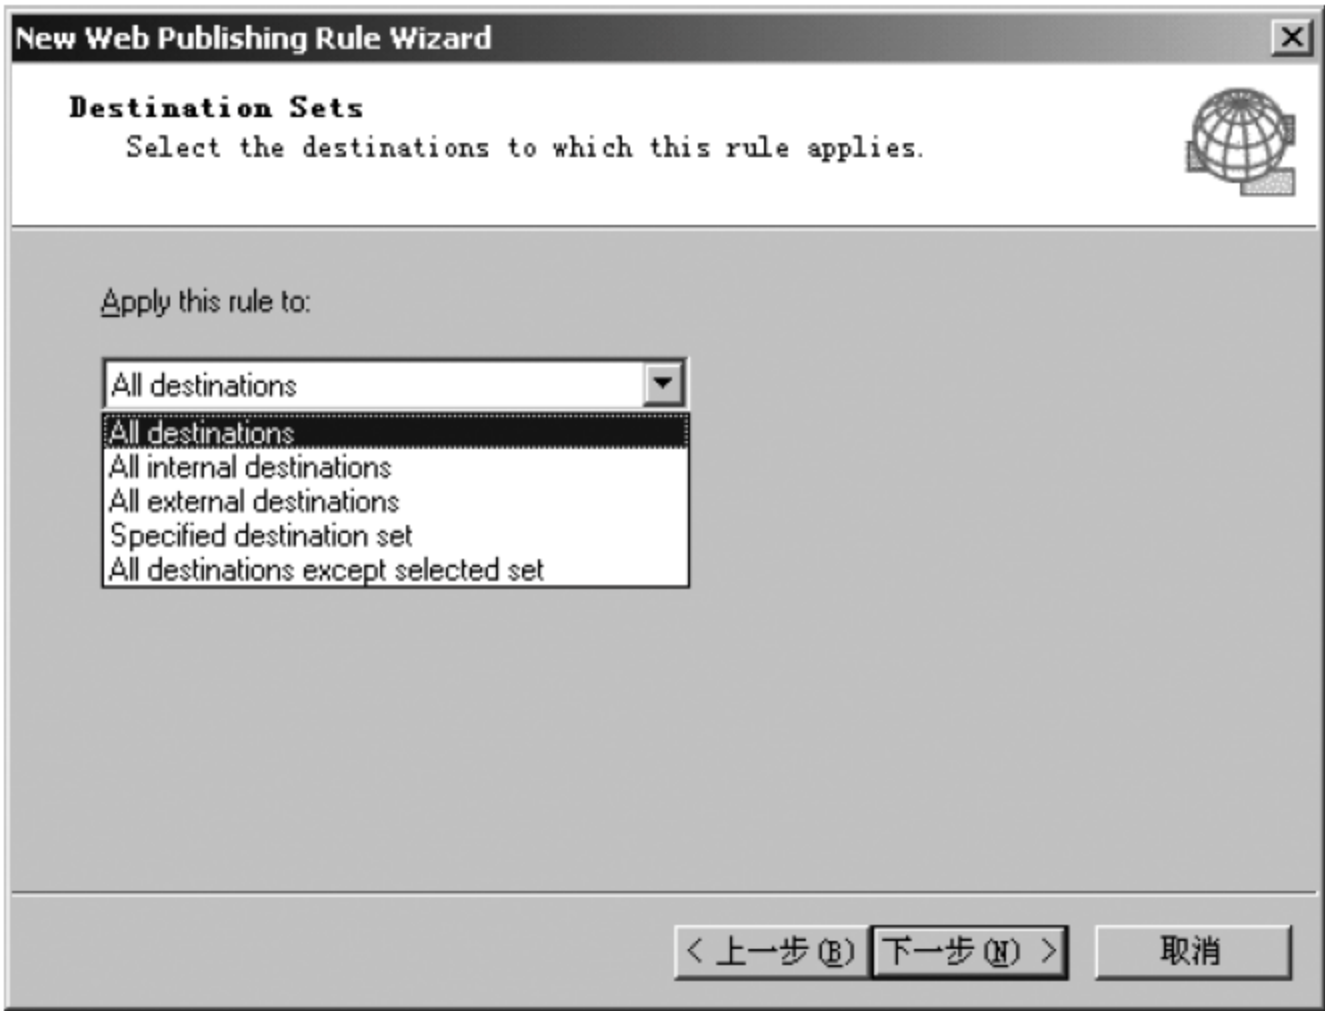 New Web Publishing Rule Wizard
Destination Sets
Select the destinations to which this rule applies.
Apply this rule to:
All destinations
All destinations
All internal destinations
All external destinations
Specified destination set
All destinations except selected set
< 上一步(B) 下一步(N) > 取消